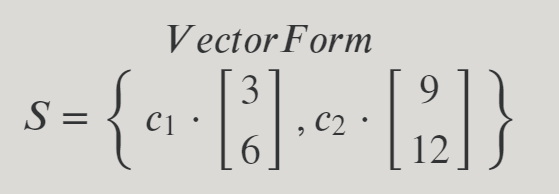 VectorForm
S = { c₁ · [ 3 6 ] , c₂ · [ 9 12 ] }